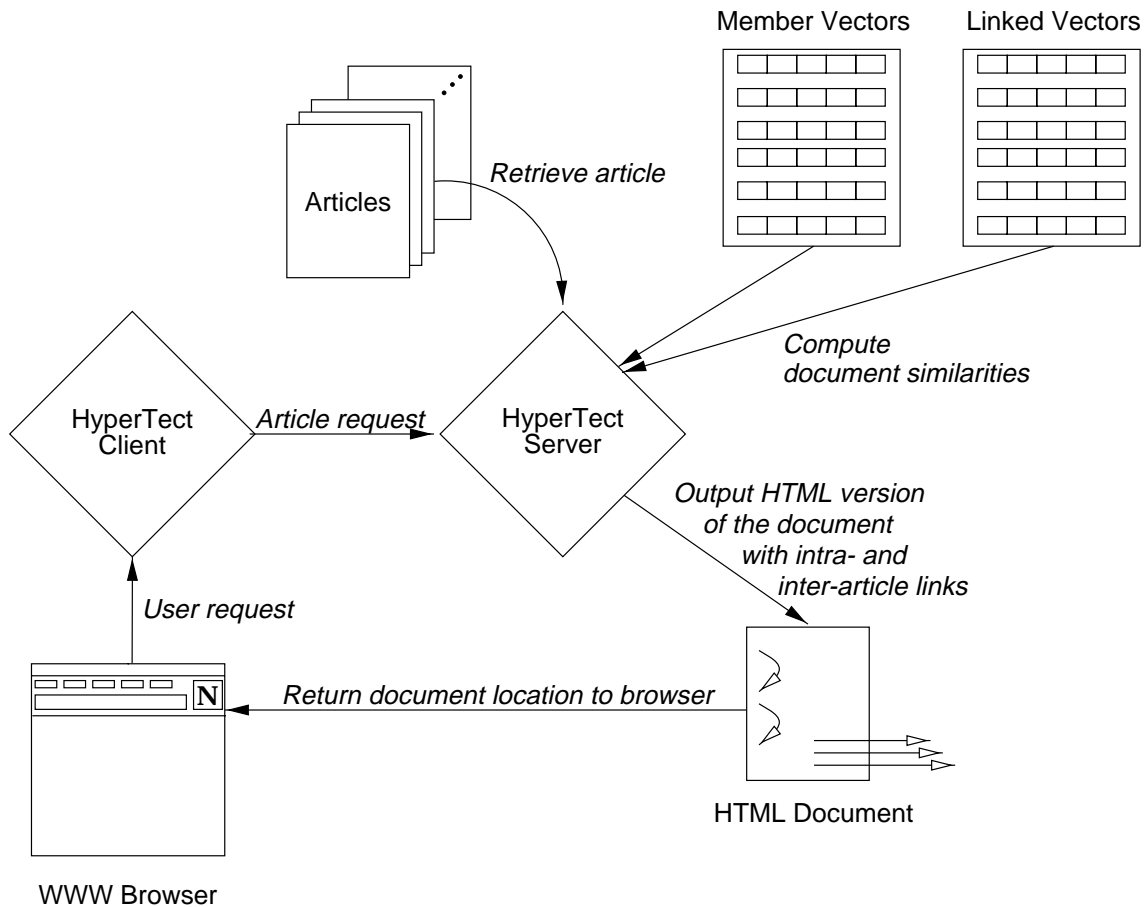 Member Vectors
Linked Vectors
Retrieve article
Articles
Compute
document similarities
HyperTect
Client
Article request
HyperTect
Server
Output HTML version
of the document
with intra- and
inter-article links
User request
N
Return document location to browser
HTML Document
WWW Browser